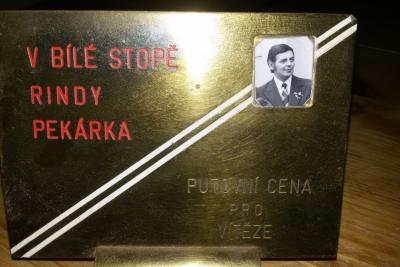 V BÍLÉ STOPĚ
RINDY
PEKÁRKA
PUTOVNÍ CENA
PRO
VÍTĚZE